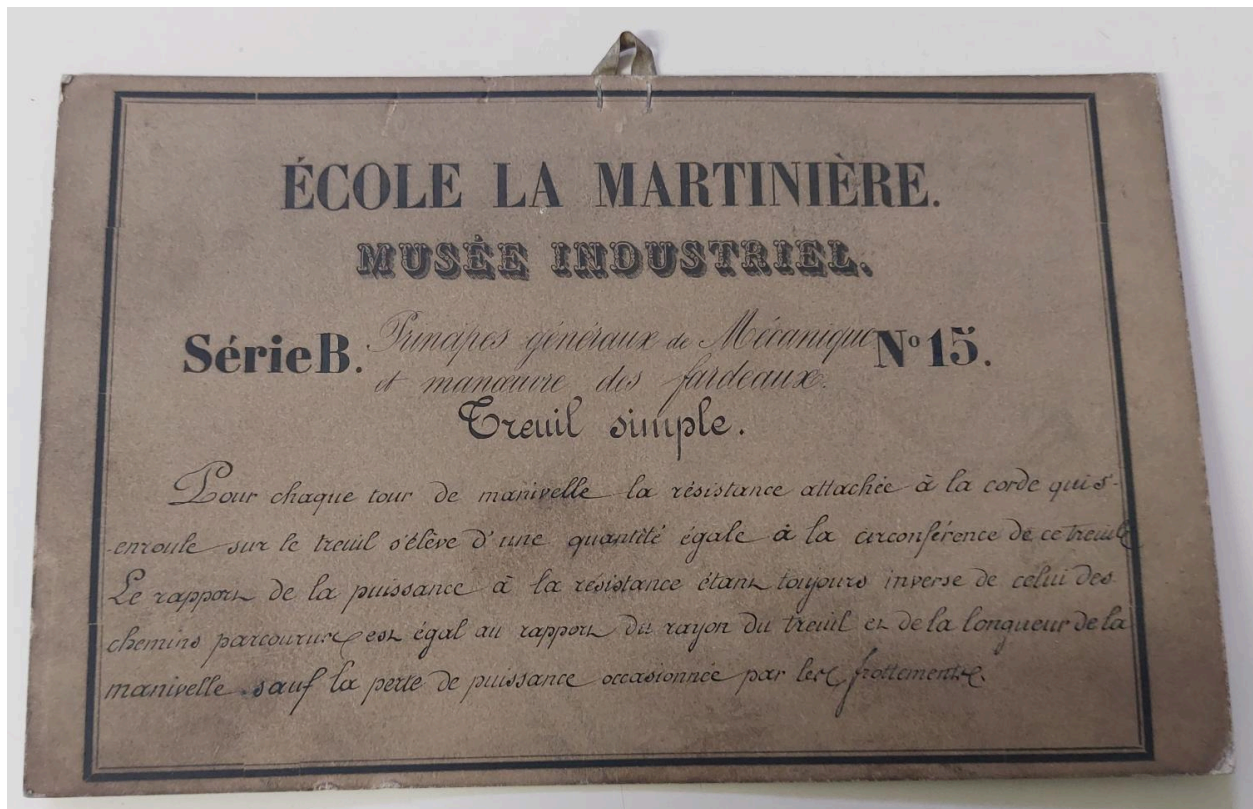 ÉCOLE LA MARTINIÈRE.
MUSÉE INDUSTRIEL.
Série B. Principes généraux de Mécanique N° 15.
et manœuvre des fardeaux.
Treuil simple.
Pour chaque tour de manivelle la résistance attachée à la corde qui s'-
-enroule sur le treuil s'élève d'une quantité égale à la circonférence de ce treuil
Le rapport de la puissance à la résistance étant toujours inverse de celui des
chemins parcourus est égal au rapport du rayon du treuil et de la longueur de la
manivelle sauf la perte de puissance occasionnée par les frottements.